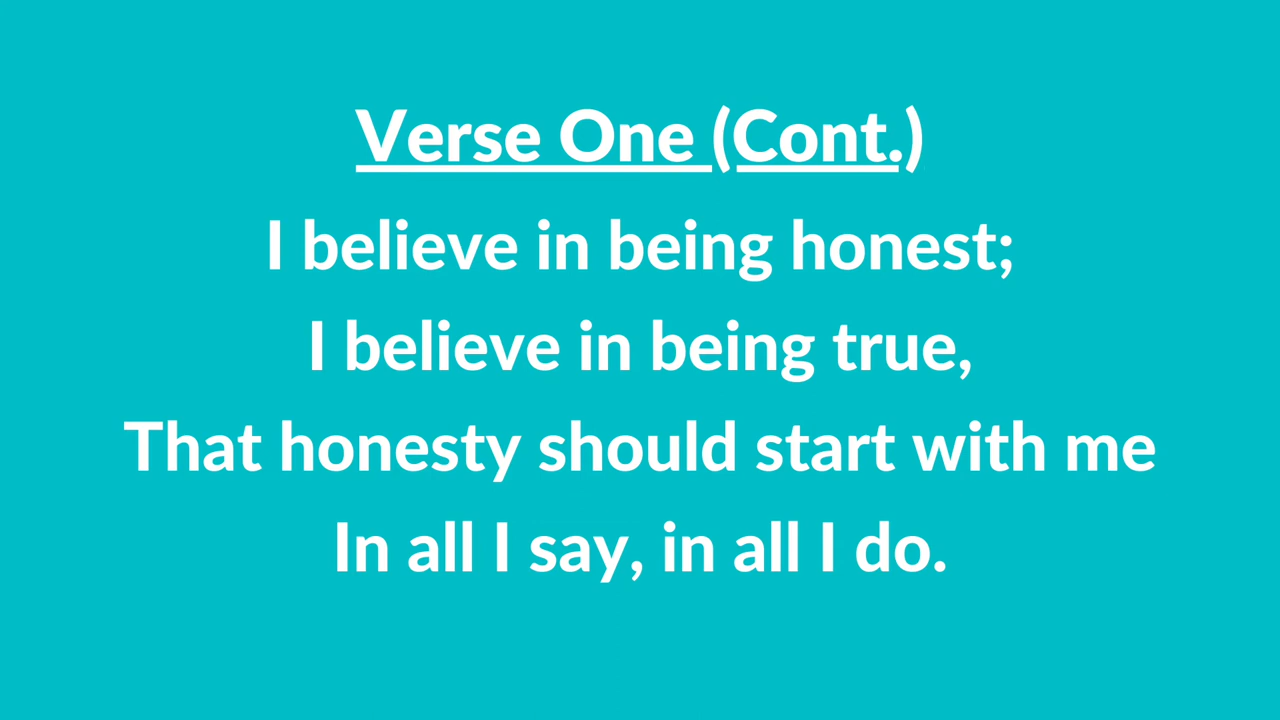 Verse One (Cont.)
I believe in being honest;
I believe in being true,
That honesty should start with me
In all I say, in all I do.